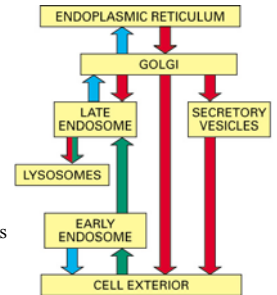 ENDOPLASMIC RETICULUM
GOLGI
LATE
ENDOSOME
SECRETORY
VESICLES
LYSOSOMES
s
EARLY
ENDOSOME
CELL EXTERIOR